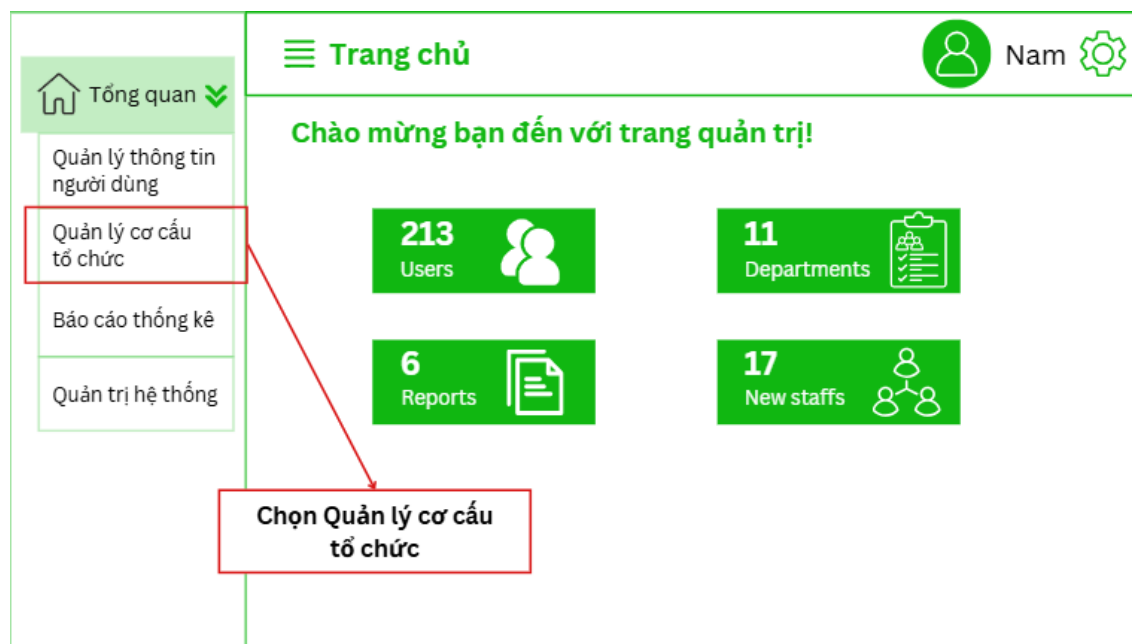 Trang chủ
Nam
Tổng quan
Chào mừng bạn đến với trang quản trị!
Quản lý thông tin
người dùng
Quản lý cơ cấu
tổ chức
Báo cáo thống kê
Quản trị hệ thống
213
Users
11
Departments
6
Reports
17
New staffs
Chọn Quản lý cơ cấu
tổ chức